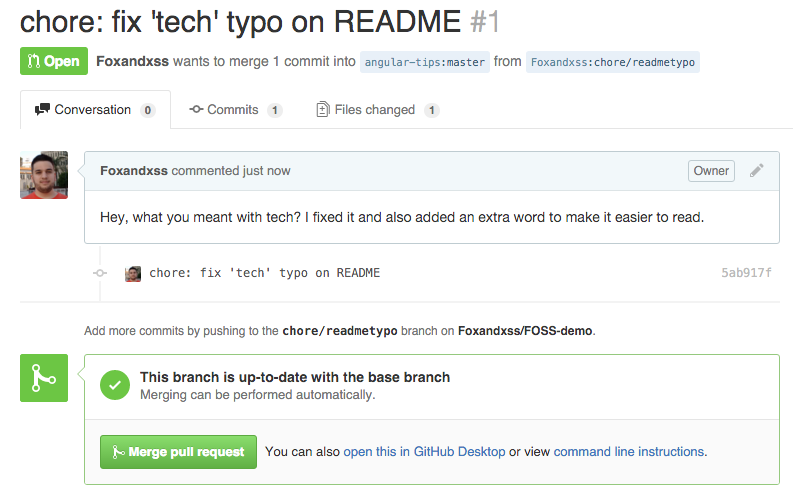 chore: fix 'tech' typo on README #1
Open Foxandxss wants to merge 1 commit into angular-tips:master from Foxandxss:chore/readmetypo
Conversation 0 Commits 1 Files changed 1
Foxandxss commented just now Owner
Hey, what you meant with tech? I fixed it and also added an extra word to make it easier to read.
chore: fix 'tech' typo on README 5ab917f
Add more commits by pushing to the chore/readmetypo branch on Foxandxss/FOSS-demo.
This branch is up-to-date with the base branch
Merging can be performed automatically.
Merge pull request You can also open this in GitHub Desktop or view command line instructions.